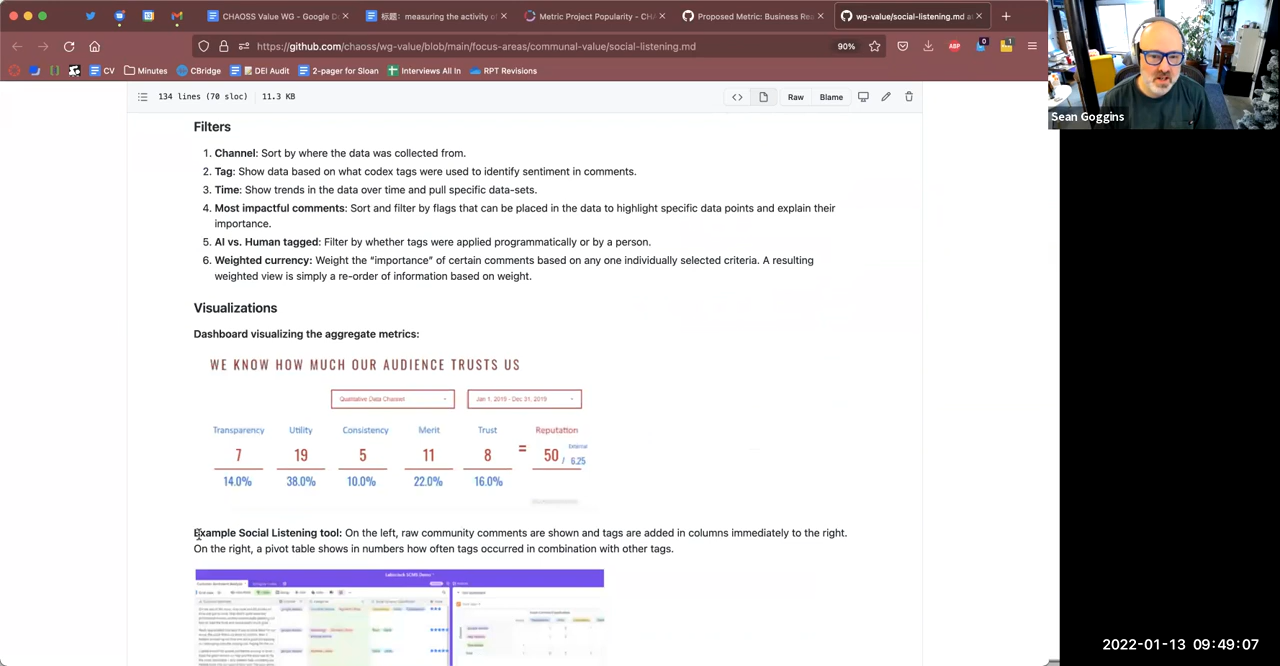 CHAOSS Value WG - Google Do
标题：measuring the activity of
Metric Project Popularity - CHA
Proposed Metric: Business Re
wg-value/social-listening.md a
https://github.com/chaoss/wg-value/blob/main/focus-areas/communal-value/social-listening.md
90%
ABP
0
1
CV
Minutes
CBridge
DEI Audit
2-pager for Sloan
Interviews All In
RPT Revisions
Sean Goggins
134 lines (70 sloc)
11.3 KB
Raw
Blame
Filters
1. Channel: Sort by where the data was collected from.
2. Tag: Show data based on what codex tags were used to identify sentiment in comments.
3. Time: Show trends in the data over time and pull specific data-sets.
4. Most impactful comments: Sort and filter by flags that can be placed in the data to highlight specific data points and explain their
importance.
5. AI vs. Human tagged: Filter by whether tags were applied programmatically or by a person.
6. Weighted currency: Weight the “importance” of certain comments based on any one individually selected criteria. A resulting
weighted view is simply a re-order of information based on weight.
Visualizations
Dashboard visualizing the aggregate metrics:
WE KNOW HOW MUCH OUR AUDIENCE TRUSTS US
Qualitative Data Channel
Jan 1, 2015 - Dec 31, 2019
Transparency Utility Consistency Merit Trust Reputation
7 19 5 11 8 = 50 / 6.25
14.0% 38.0% 10.0% 22.0% 16.0%
Example Social Listening tool: On the left, raw community comments are shown and tags are added in columns immediately to the right.
On the right, a pivot table shows in numbers how often tags occurred in combination with other tags.
2022-01-13 09:49:07